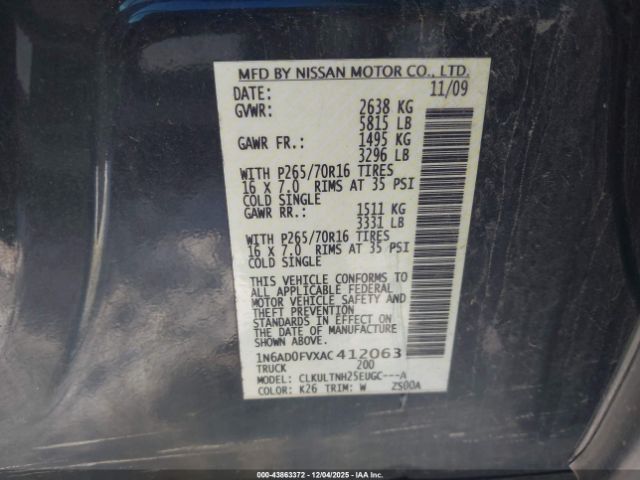 MFD BY NISSAN MOTOR CO., LTD.
DATE: 11/09
GVWR: 2638 KG
5815 LB
GAWR FR.: 1495 KG
3296 LB
WITH P265/70R16 TIRES
16 X 7.0 RIMS AT 35 PSI
COLD SINGLE
GAWR RR.: 1511 KG
3331 LB
WITH P265/70R16 TIRES
16 X 7.0 RIMS AT 35 PSI
COLD SINGLE
THIS VEHICLE CONFORMS TO
ALL APPLICABLE FEDERAL
MOTOR VEHICLE SAFETY AND
THEFT PREVENTION
STANDARDS IN EFFECT ON
THE DATE OF MANUFACTURE
SHOWN ABOVE.
1N6AD0FVXAC412063
TRUCK 200
MODEL: CLKULTNH25EUGC---A
COLOR: K26 TRIM: W ZS00A
00-43863372 | 12/04/2025 | IAAI.COM